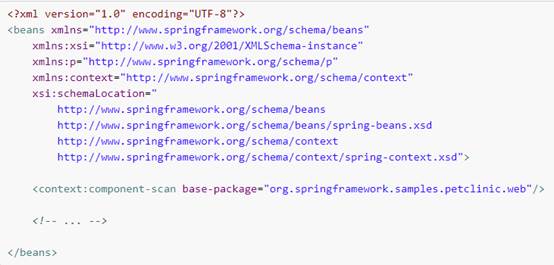 <?xml version="1.0" encoding="UTF-8"?>
<beans xmlns="http://www.springframework.org/schema/beans"
    xmlns:xsi="http://www.w3.org/2001/XMLSchema-instance"
    xmlns:p="http://www.springframework.org/schema/p"
    xmlns:context="http://www.springframework.org/schema/context"
    xsi:schemaLocation="
        http://www.springframework.org/schema/beans
        http://www.springframework.org/schema/beans/spring-beans.xsd
        http://www.springframework.org/schema/context
        http://www.springframework.org/schema/context/spring-context.xsd">
    <context:component-scan base-package="org.springframework.samples.petclinic.web"/>
    <!-- ... -->
</beans>